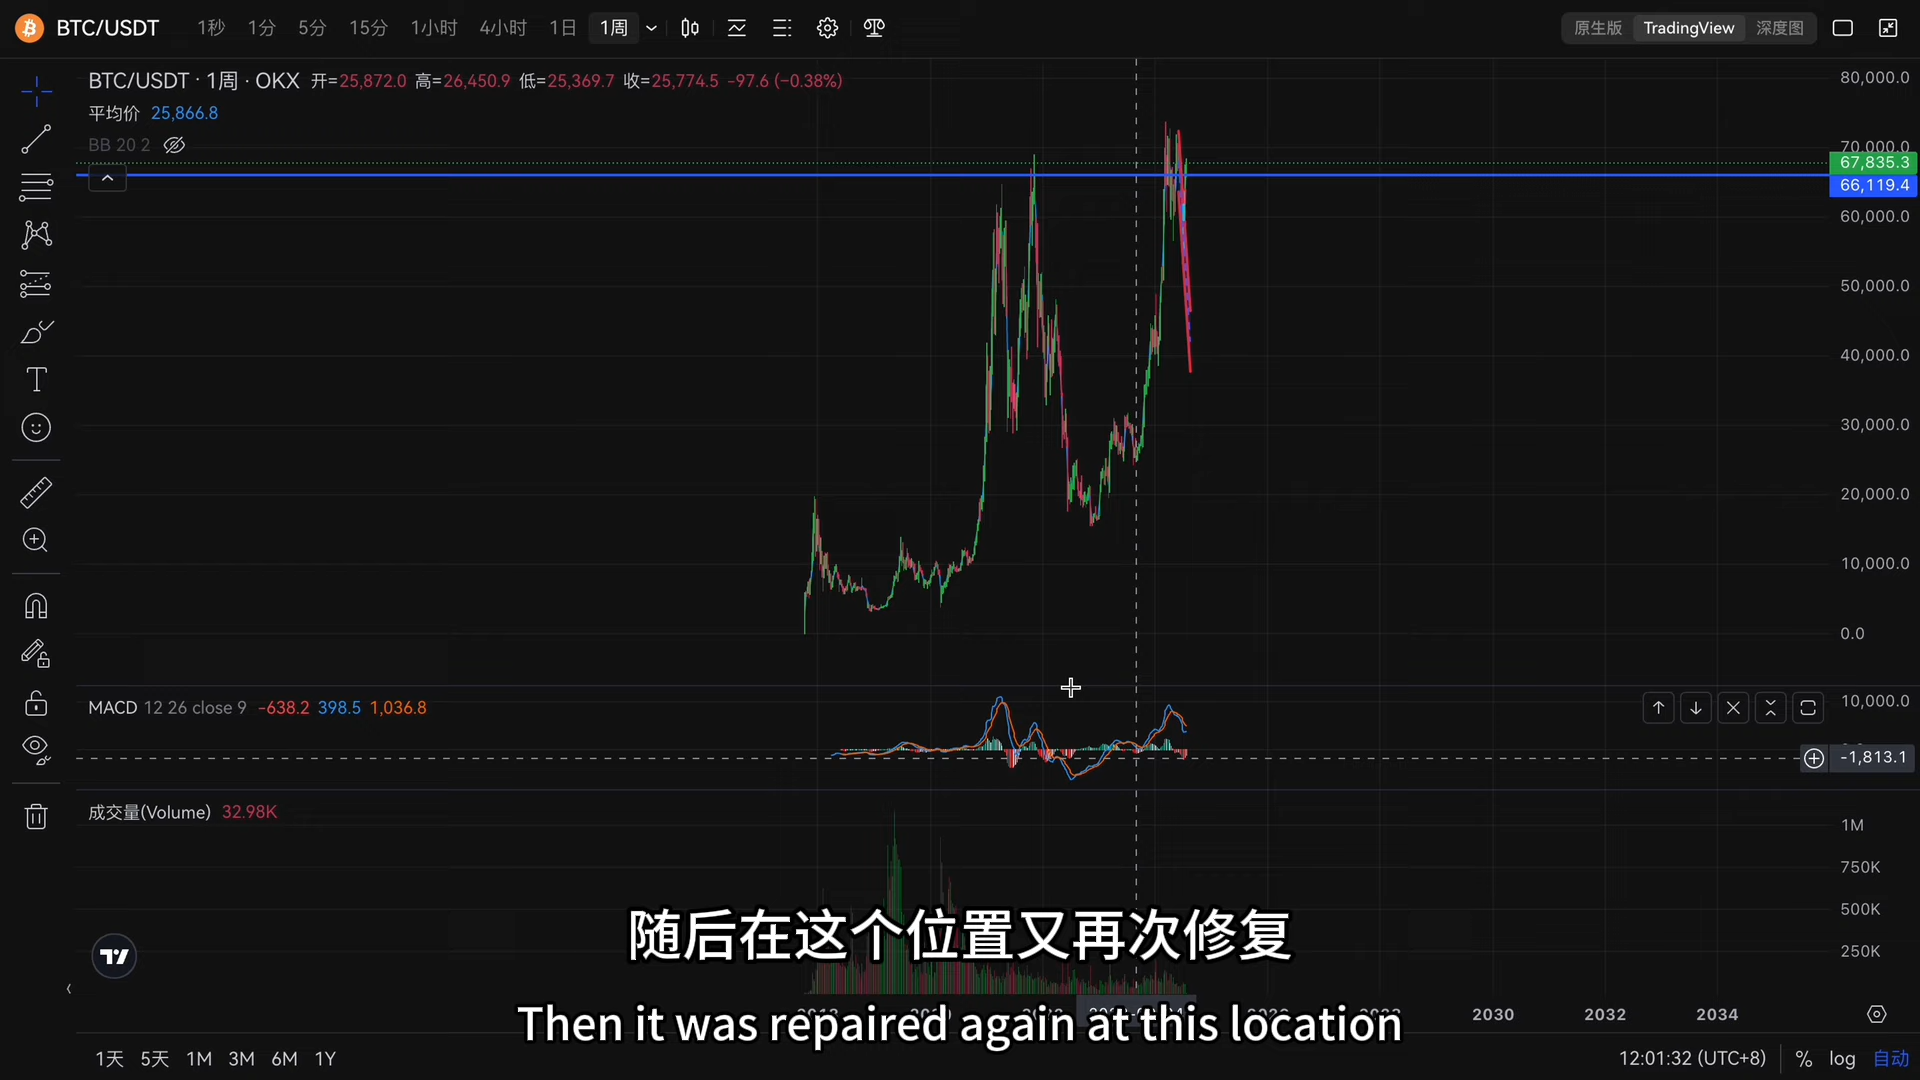 BTC/USDT 1秒 1分 5分 15分 1小时 4小时 1日 1周 原生版 TradingView 深度图
BTC/USDT · 1周 · OKX 开=25,872.0 高=26,450.9 低=25,369.7 收=25,774.5 -97.6 (-0.38%)
平均价 25,866.8
BB 20 2
80,000.0
70,000.0
67,835.3
66,119.4
60,000.0
50,000.0
40,000.0
30,000.0
20,000.0
10,000.0
0.0
MACD 12 26 close 9 -638.2 398.5 1,036.8
10,000.0
-1,813.1
成交量(Volume) 32.98K
1M
750K
500K
250K
随后在这个位置又再次修复
2030 2032 2034
Then it was repaired again at this location
1天 5天 1M 3M 6M 1Y 12:01:32 (UTC+8) % log 自动